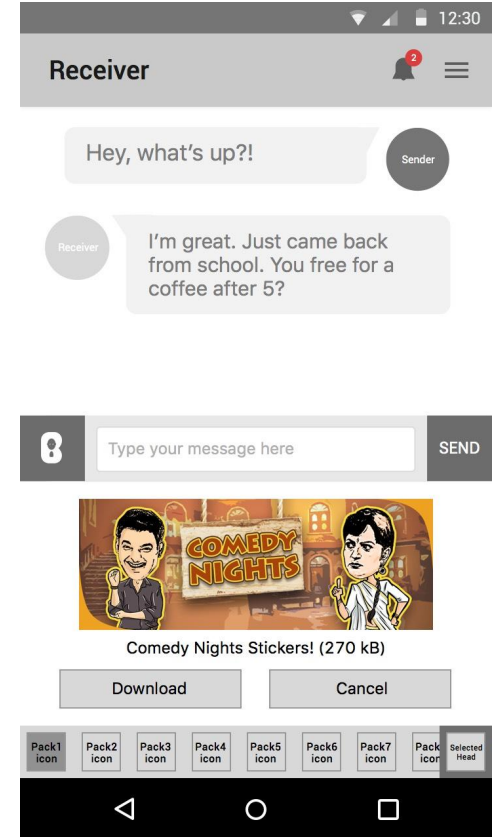 12:30
Receiver
2
Hey, what's up?!
Sender
Receiver
I'm great. Just came back
from school. You free for a
coffee after 5?
Type your message here
SEND
COMEDY
NIGHTS
Comedy Nights Stickers! (270 kB)
Download
Cancel
Pack1
icon
Pack2
icon
Pack3
icon
Pack4
icon
Pack5
icon
Pack6
icon
Pack7
icon
Pack
icon
Selected
Head